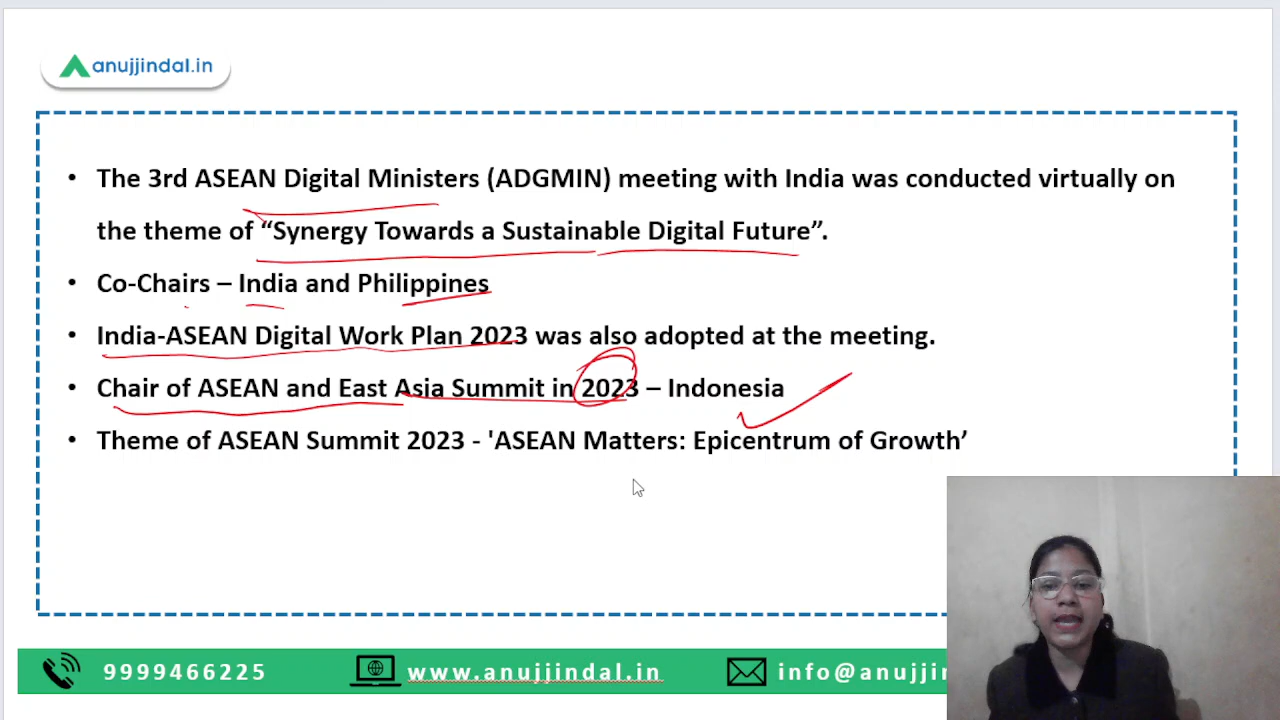 anujjindal.in
• The 3rd ASEAN Digital Ministers (ADGMIN) meeting with India was conducted virtually on
the theme of “Synergy Towards a Sustainable Digital Future”.
• Co-Chairs – India and Philippines
• India-ASEAN Digital Work Plan 2023 was also adopted at the meeting.
• Chair of ASEAN and East Asia Summit in 2023 – Indonesia
• Theme of ASEAN Summit 2023 - 'ASEAN Matters: Epicentrum of Growth’
9999466225 www.anujjindal.in info@anujjin